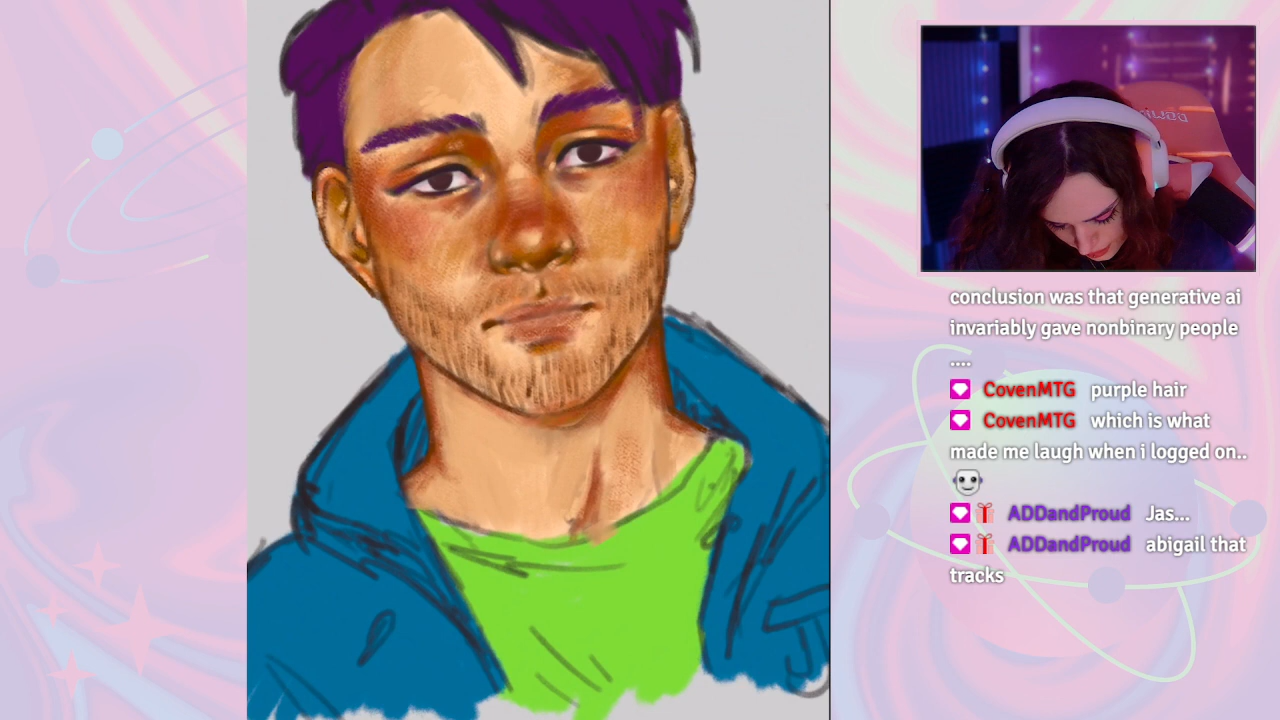 conclusion was that generative ai
invariably gave nonbinary people
....
CovenMTG purple hair
CovenMTG which is what
made me laugh when i logged on..
ADDandProud Jas...
ADDandProud abigail that
tracks